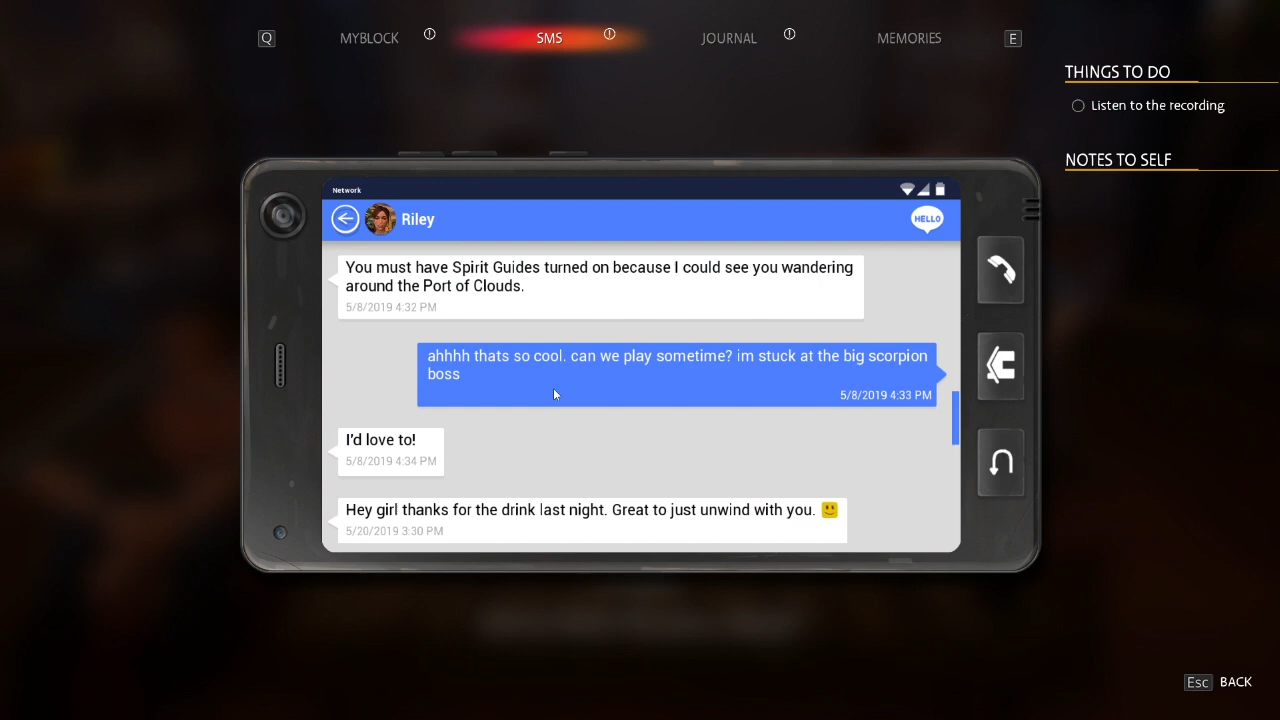 Q
MYBLOCK
SMS
JOURNAL
MEMORIES
E
THINGS TO DO
Listen to the recording
NOTES TO SELF
Network
Riley
HELLO
You must have Spirit Guides turned on because I could see you wandering
around the Port of Clouds.
5/8/2019 4:32 PM
ahhhh thats so cool. can we play sometime? im stuck at the big scorpion
boss
5/8/2019 4:33 PM
I'd love to!
5/8/2019 4:34 PM
Hey girl thanks for the drink last night. Great to just unwind with you.
5/20/2019 3:30 PM
Esc BACK